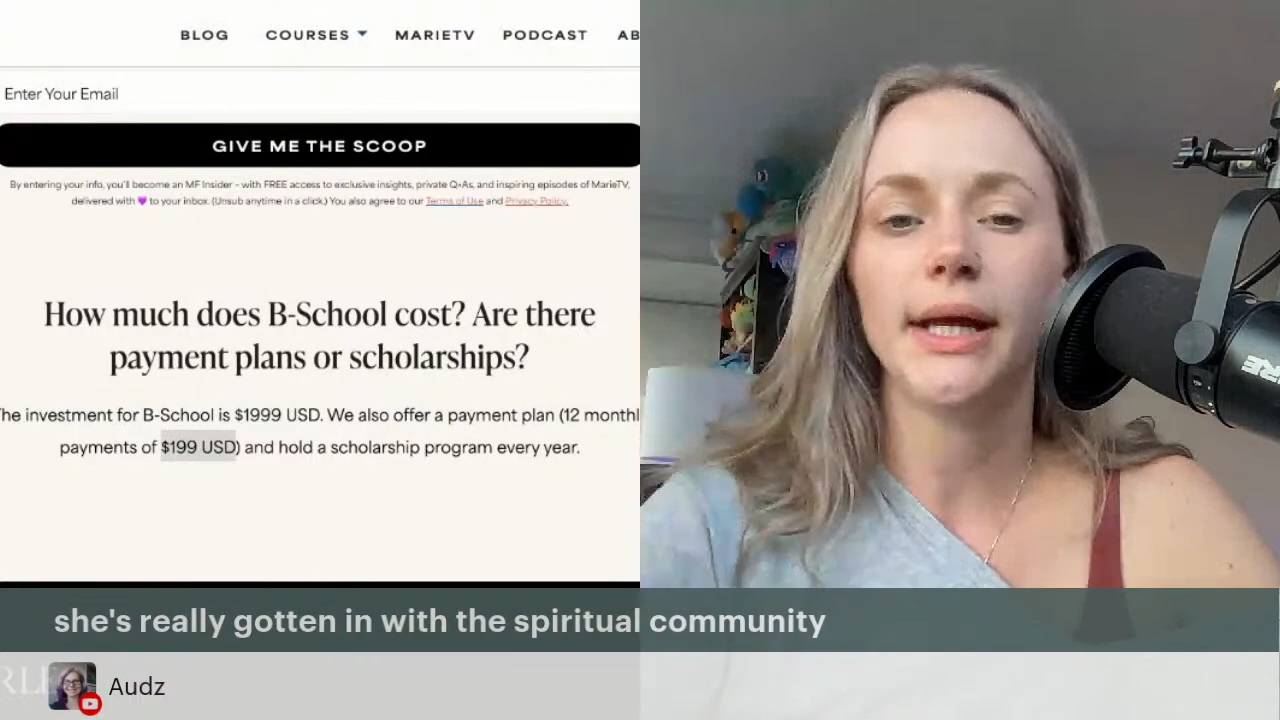 BLOG COURSES MARIETV PODCAST AB
Enter Your Email
GIVE ME THE SCOOP
By entering your info, you'll become an MF Insider – with FREE access to exclusive insights, private Q+As, and inspiring episodes of MarieTV,
delivered with 💜 to your inbox. (Unsub anytime in a click.) You also agree to our Terms of Use and Privacy Policy.
How much does B-School cost? Are there
payment plans or scholarships?
he investment for B-School is $1999 USD. We also offer a payment plan (12 monthl
payments of $199 USD) and hold a scholarship program every year.
she's really gotten in with the spiritual community
Audz